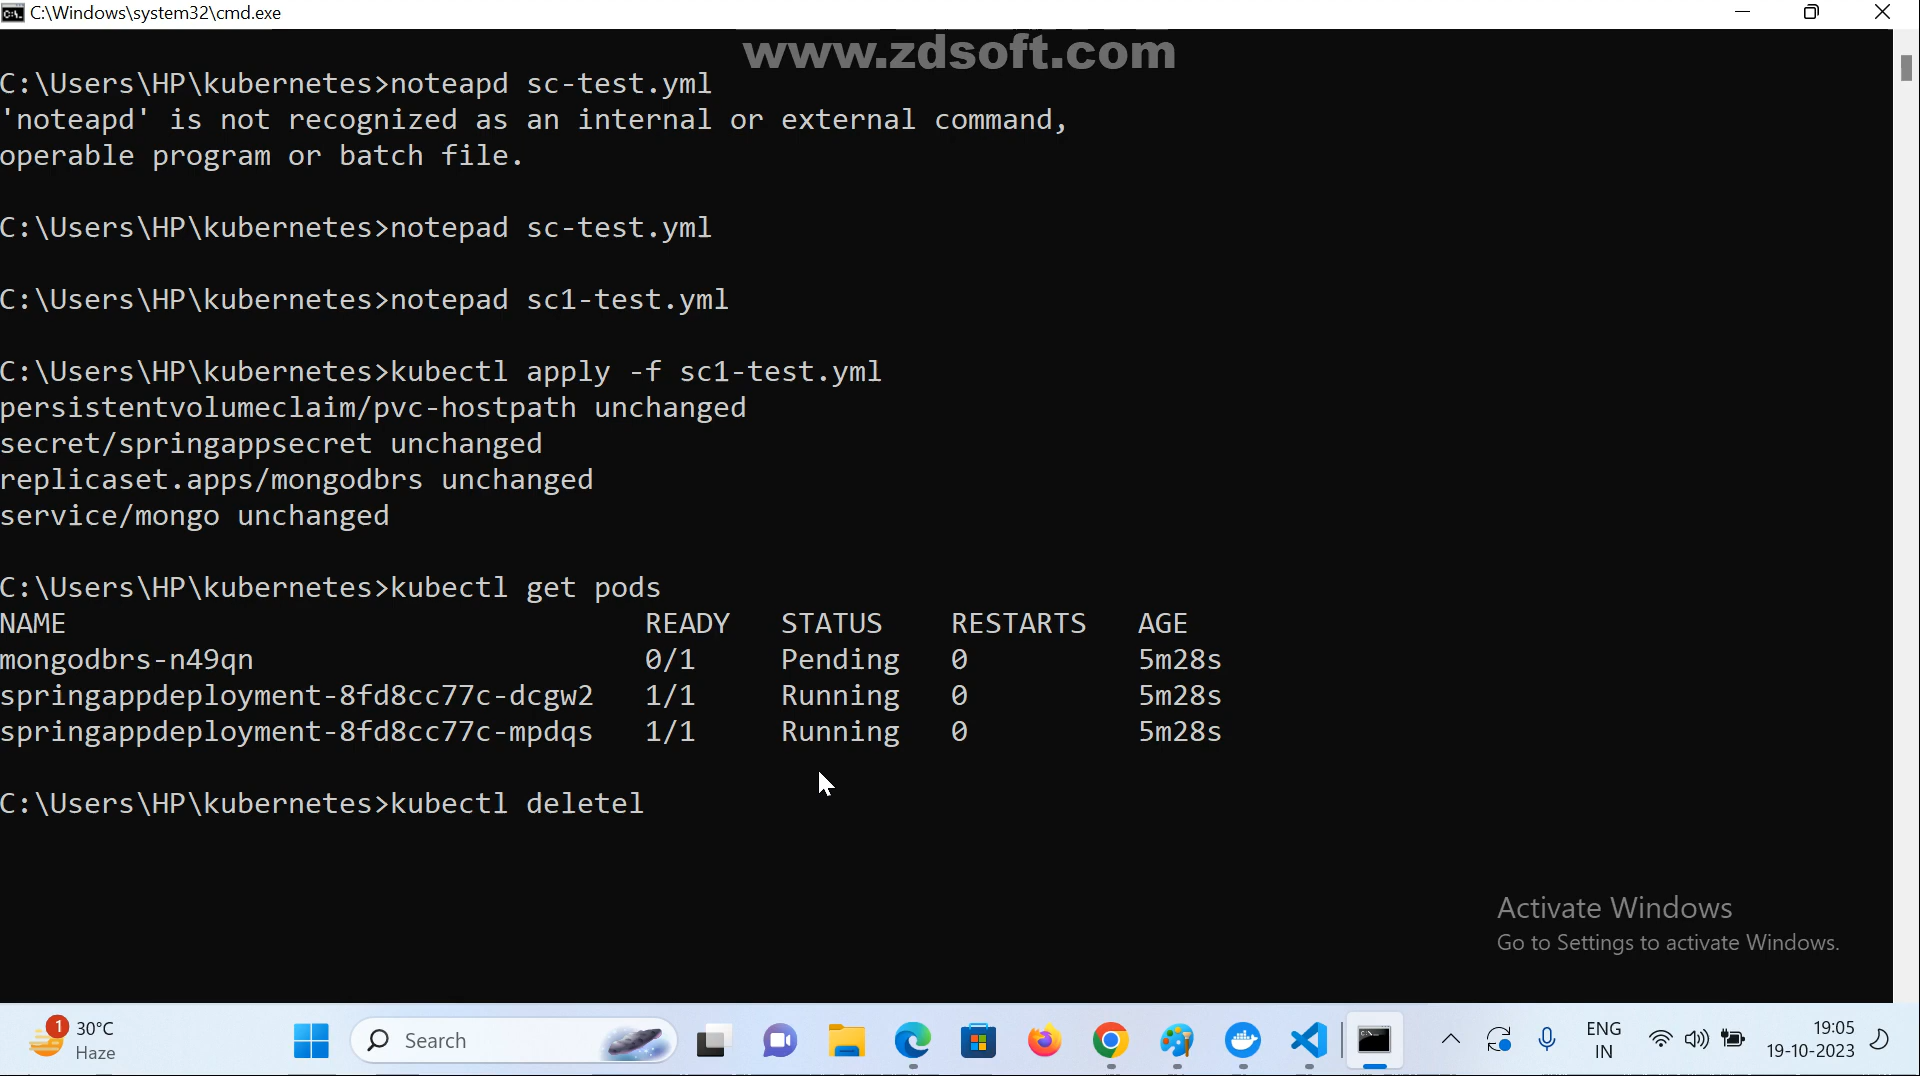 C:\Windows\system32\cmd.exe
www.zdsoft.com
C:\Users\HP\kubernetes>noteapd sc-test.yml
'noteapd' is not recognized as an internal or external command,
operable program or batch file.
C:\Users\HP\kubernetes>notepad sc-test.yml
C:\Users\HP\kubernetes>notepad sc1-test.yml
C:\Users\HP\kubernetes>kubectl apply -f sc1-test.yml
persistentvolumeclaim/pvc-hostpath unchanged
secret/springappsecret unchanged
replicaset.apps/mongodbrs unchanged
service/mongo unchanged
C:\Users\HP\kubernetes>kubectl get pods
NAME READY STATUS RESTARTS AGE
mongodbrs-n49qn 0/1 Pending 0 5m28s
springappdeployment-8fd8cc77c-dcgw2 1/1 Running 0 5m28s
springappdeployment-8fd8cc77c-mpdqs 1/1 Running 0 5m28s
C:\Users\HP\kubernetes>kubectl deletel
Activate Windows
Go to Settings to activate Windows.
1 30°C
Haze
Search
ENG
IN
19:05
19-10-2023